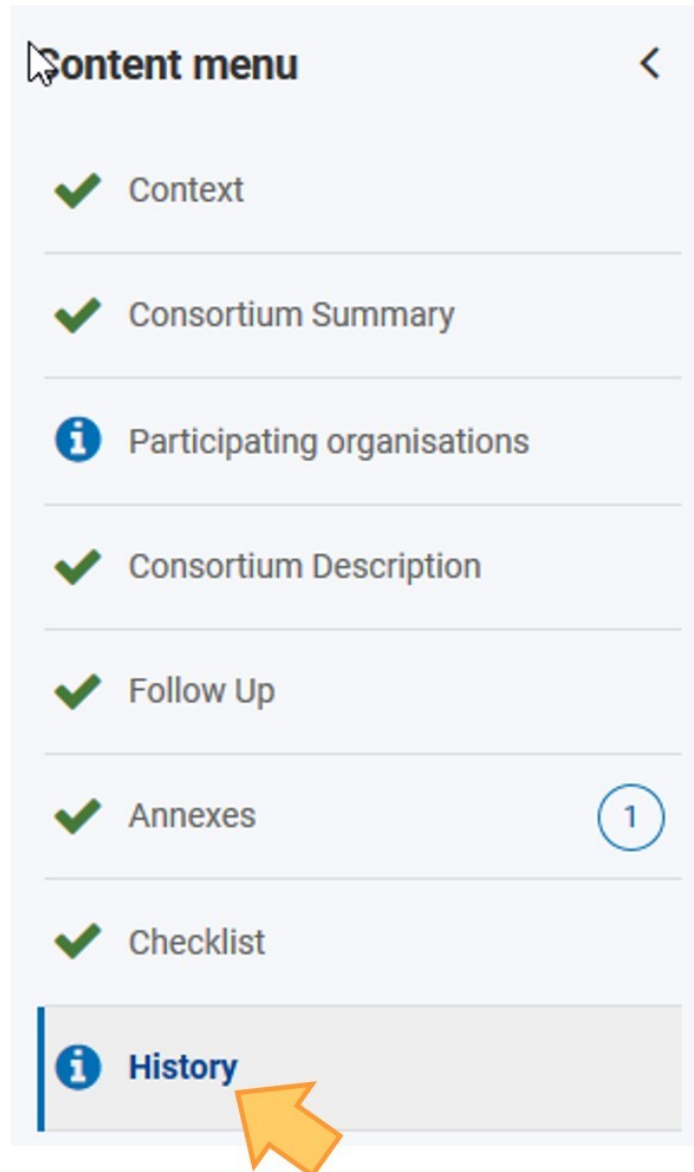 Content menu
Context
Consortium Summary
Participating organisations
Consortium Description
Follow Up
Annexes 1
Checklist
History